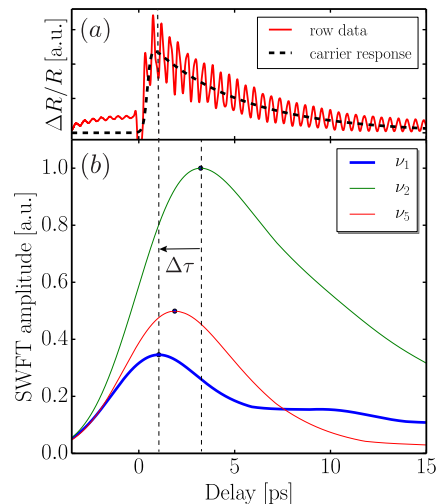 (a)
row data
carrier response
ΔR/R [a.u.]
(b)
ν₁
ν₂
ν₅
Δτ
SWFT amplitude [a.u.]
1.0
0.8
0.6
0.4
0.2
0.0
0 5 10 15
Delay [ps]